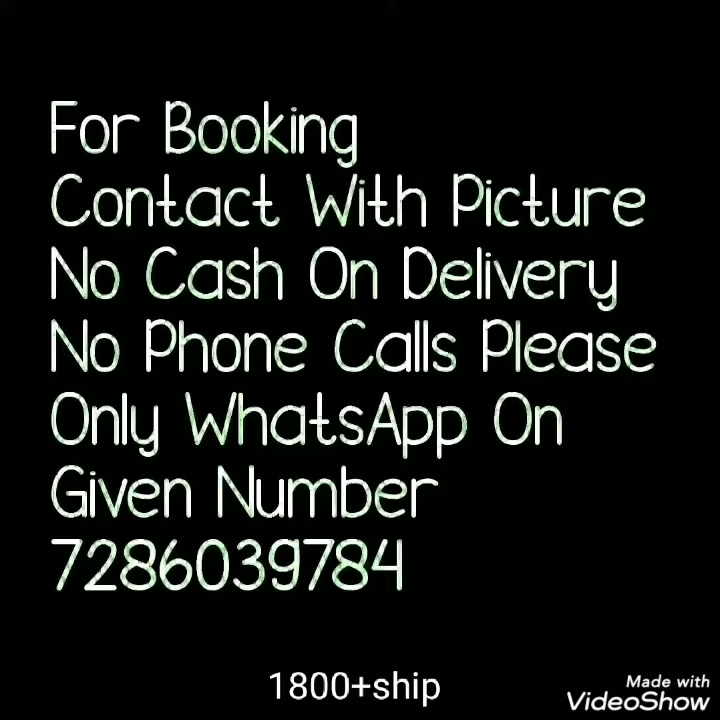 For Booking
Contact With Picture
No Cash On Delivery
No Phone Calls Please
Only WhatsApp On
Given Number
7286039784
1800+ship
Made with
VideoShow